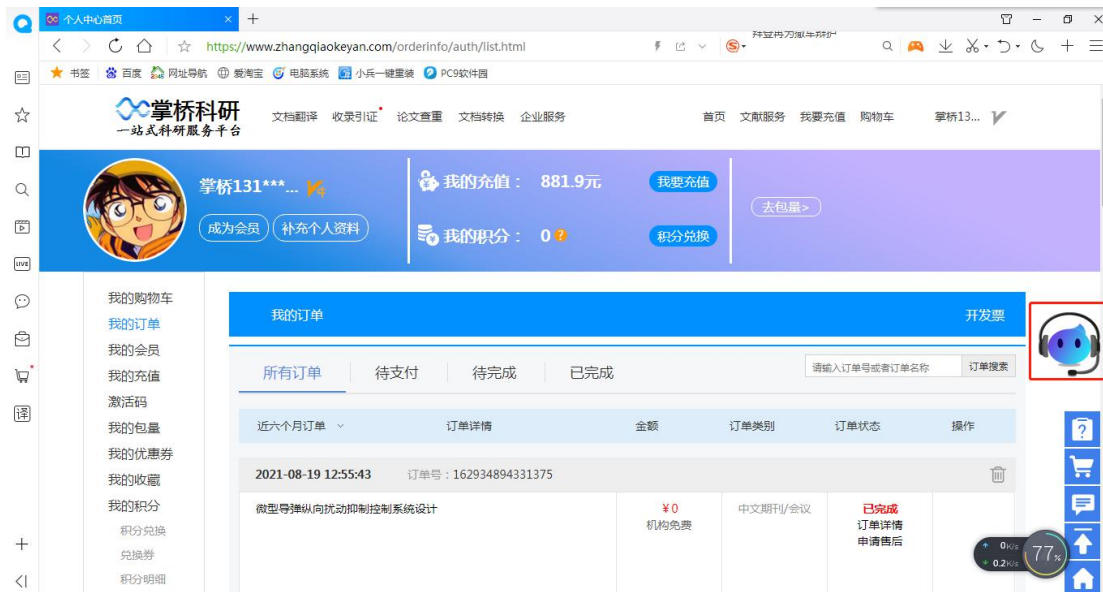 个人中心首页
https://www.zhangqiaokeyan.com/orderinfo/auth/list.html
拜登再为撤军辩护
书签 百度 网址导航 爱淘宝 电脑系统 小兵一键重装 PC9软件园
掌桥科研
一站式科研服务平台
文档翻译 收录引证 论文查重 文档转换 企业服务 首页 文献服务 我要充值 购物车 掌桥13...
掌桥131***...
成为会员 补充个人资料
我的充值： 881.9元 我要充值
我的积分： 0 ? 积分兑换
去包量>
LIVE
译
我的购物车
我的订单
我的会员
我的充值
激活码
我的包量
我的优惠券
我的收藏
我的积分
积分兑换
兑换券
积分明细
我的订单 开发票
所有订单 待支付 待完成 已完成 请输入订单号或者订单名称 订单搜索
近六个月订单 订单详情 金额 订单类别 订单状态 操作
2021-08-19 12:55:43 订单号：162934894331375
微型导弹纵向扰动抑制控制系统设计 ¥0 中文期刊/会议 已完成
机构免费 订单详情
申请售后
0K/s
0.2K/s
77%